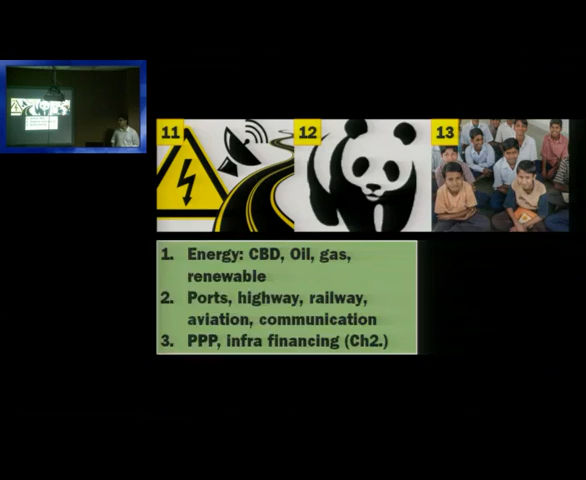 11
12
13
1. Energy: CBD, Oil, gas,
renewable
2. Ports, highway, railway,
aviation, communication
3. PPP, infra financing (Ch2.)